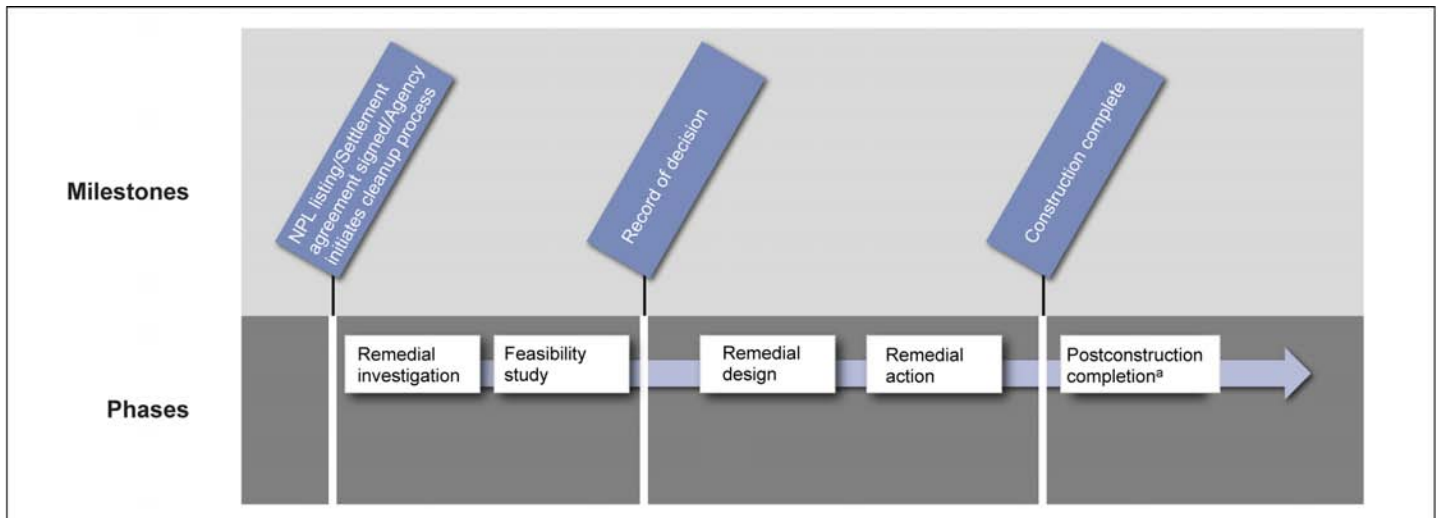 Milestones
NPL listing/Settlement
agreement signed/Agency
initiates cleanup process
Record of decision
Construction complete
Phases
Remedial
investigation
Feasibility
study
Remedial
design
Remedial
action
Postconstruction
completionᵃ